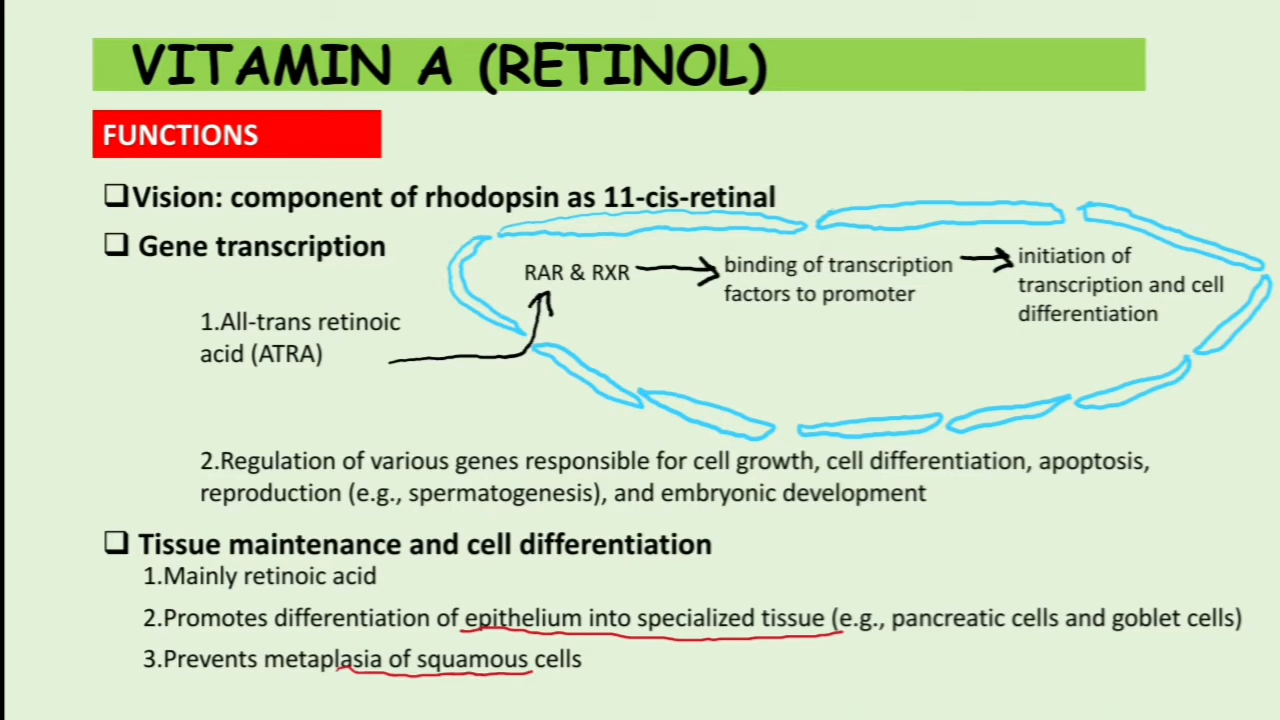 VITAMIN A (RETINOL)
FUNCTIONS
Vision: component of rhodopsin as 11-cis-retinal
Gene transcription
RAR & RXR
binding of transcription
factors to promoter
initiation of
transcription and cell
differentiation
1.All-trans retinoic
acid (ATRA)
2.Regulation of various genes responsible for cell growth, cell differentiation, apoptosis,
reproduction (e.g., spermatogenesis), and embryonic development
Tissue maintenance and cell differentiation
1.Mainly retinoic acid
2.Promotes differentiation of epithelium into specialized tissue (e.g., pancreatic cells and goblet cells)
3.Prevents metaplasia of squamous cells